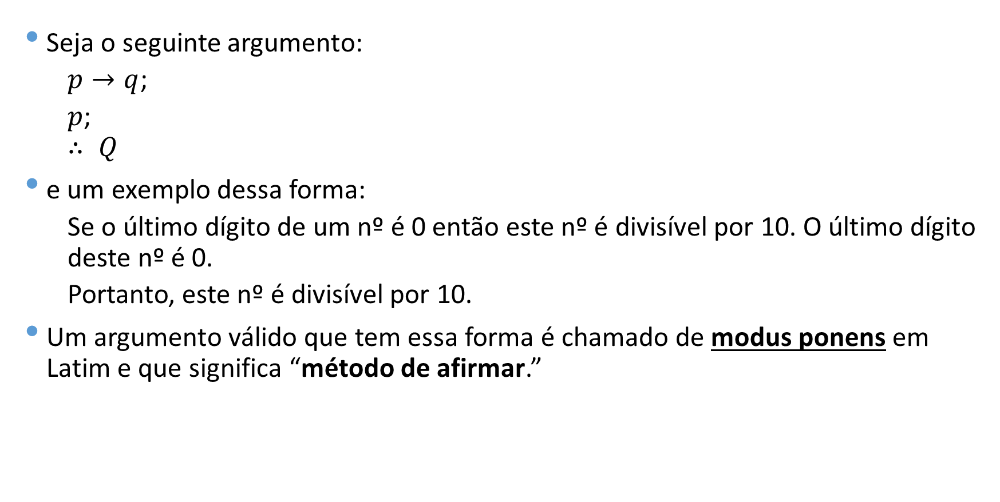 • Seja o seguinte argumento:
p → q;
p;
∴ Q
• e um exemplo dessa forma:
Se o último dígito de um nº é 0 então este nº é divisível por 10. O último dígito
deste nº é 0.
Portanto, este nº é divisível por 10.
• Um argumento válido que tem essa forma é chamado de modus ponens em
Latim e que significa “método de afirmar.”